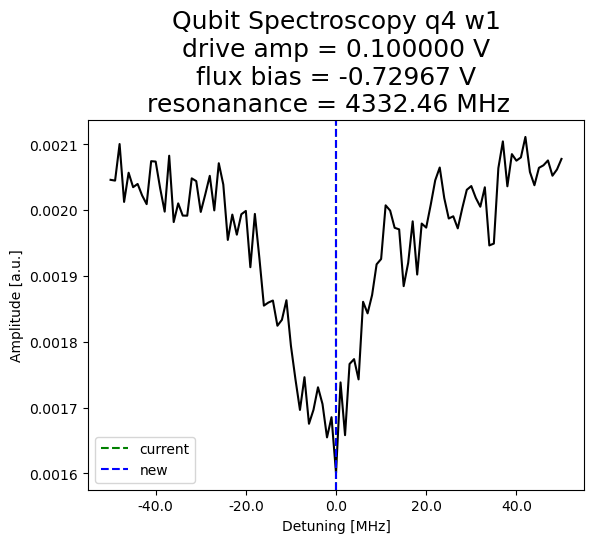 Qubit Spectroscopy q4 w1
drive amp = 0.100000 V
flux bias = -0.72967 V
resonanance = 4332.46 MHz
0.0021
0.0020
0.0019
0.0018
0.0017
0.0016
Amplitude [a.u.]
current
new
-40.0
-20.0
0.0
20.0
40.0
Detuning [MHz]